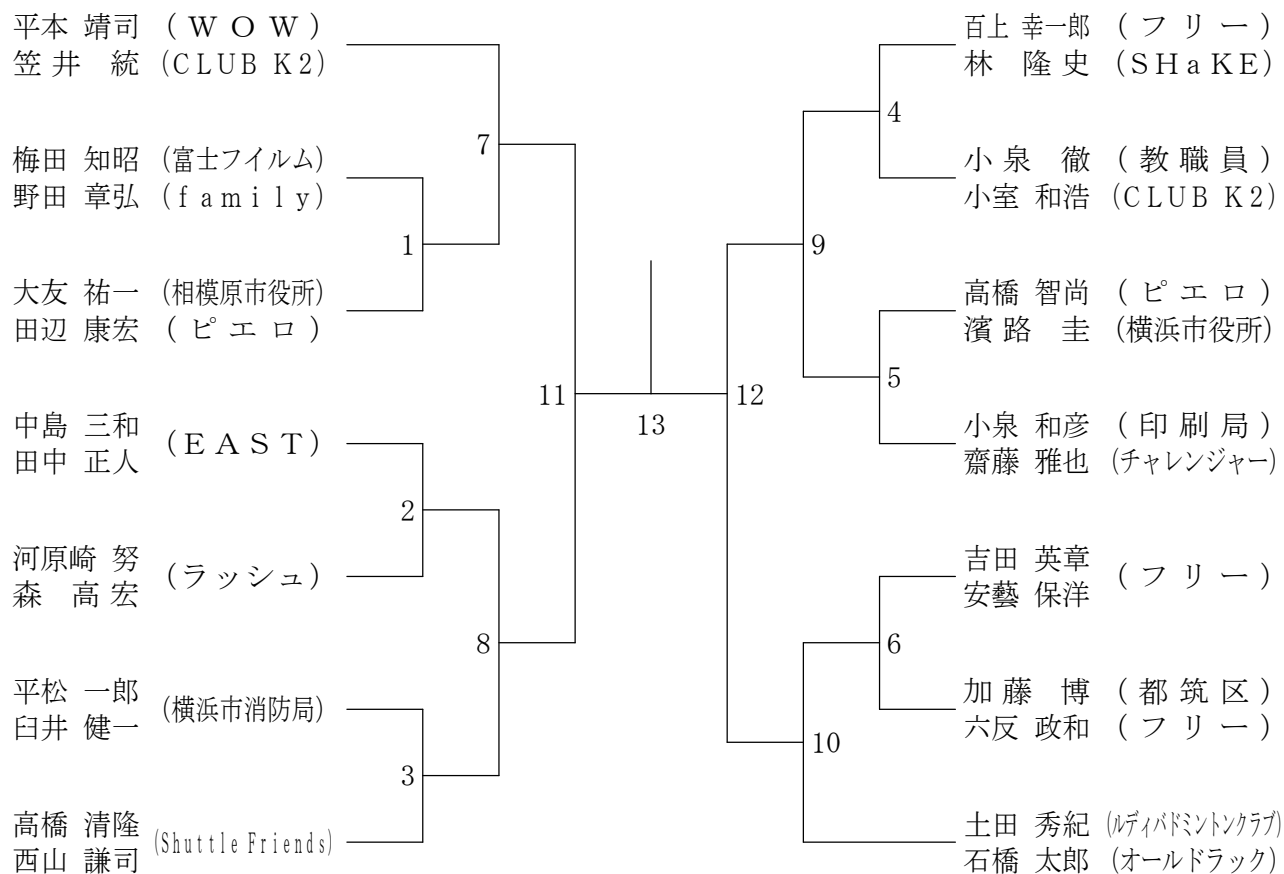 平本 靖司 (ＷＯＷ)
笠井 統 (CLUB K2)
7
梅田 知昭 (富士フイルム)
野田 章弘 (family)
1
大友 祐一 (相模原市役所)
田辺 康宏 (ピエロ)
11
中島 三和
田中 正人
(ＥＡＳＴ)
2
河原崎 努
森 高宏
(ラッシュ)
8
平松 一郎
臼井 健一
(横浜市消防局)
3
高橋 清隆
西山 謙司
(Shuttle Friends)
13
百上 幸一郎 (フリー)
林 隆史 (SHaKE)
4
小泉 徹 (教職員)
小室 和浩 (CLUB K2)
9
高橋 智尚 (ピエロ)
濱路 圭 (横浜市役所)
5
12
小泉 和彦 (印刷局)
齋藤 雅也 (チャレンジャー)
吉田 英章
安藝 保洋
(フリー)
6
加藤 博 (都筑区)
六反 政和 (フリー)
10
土田 秀紀 (ルディバドミントンクラブ)
石橋 太郎 (オールドラック)